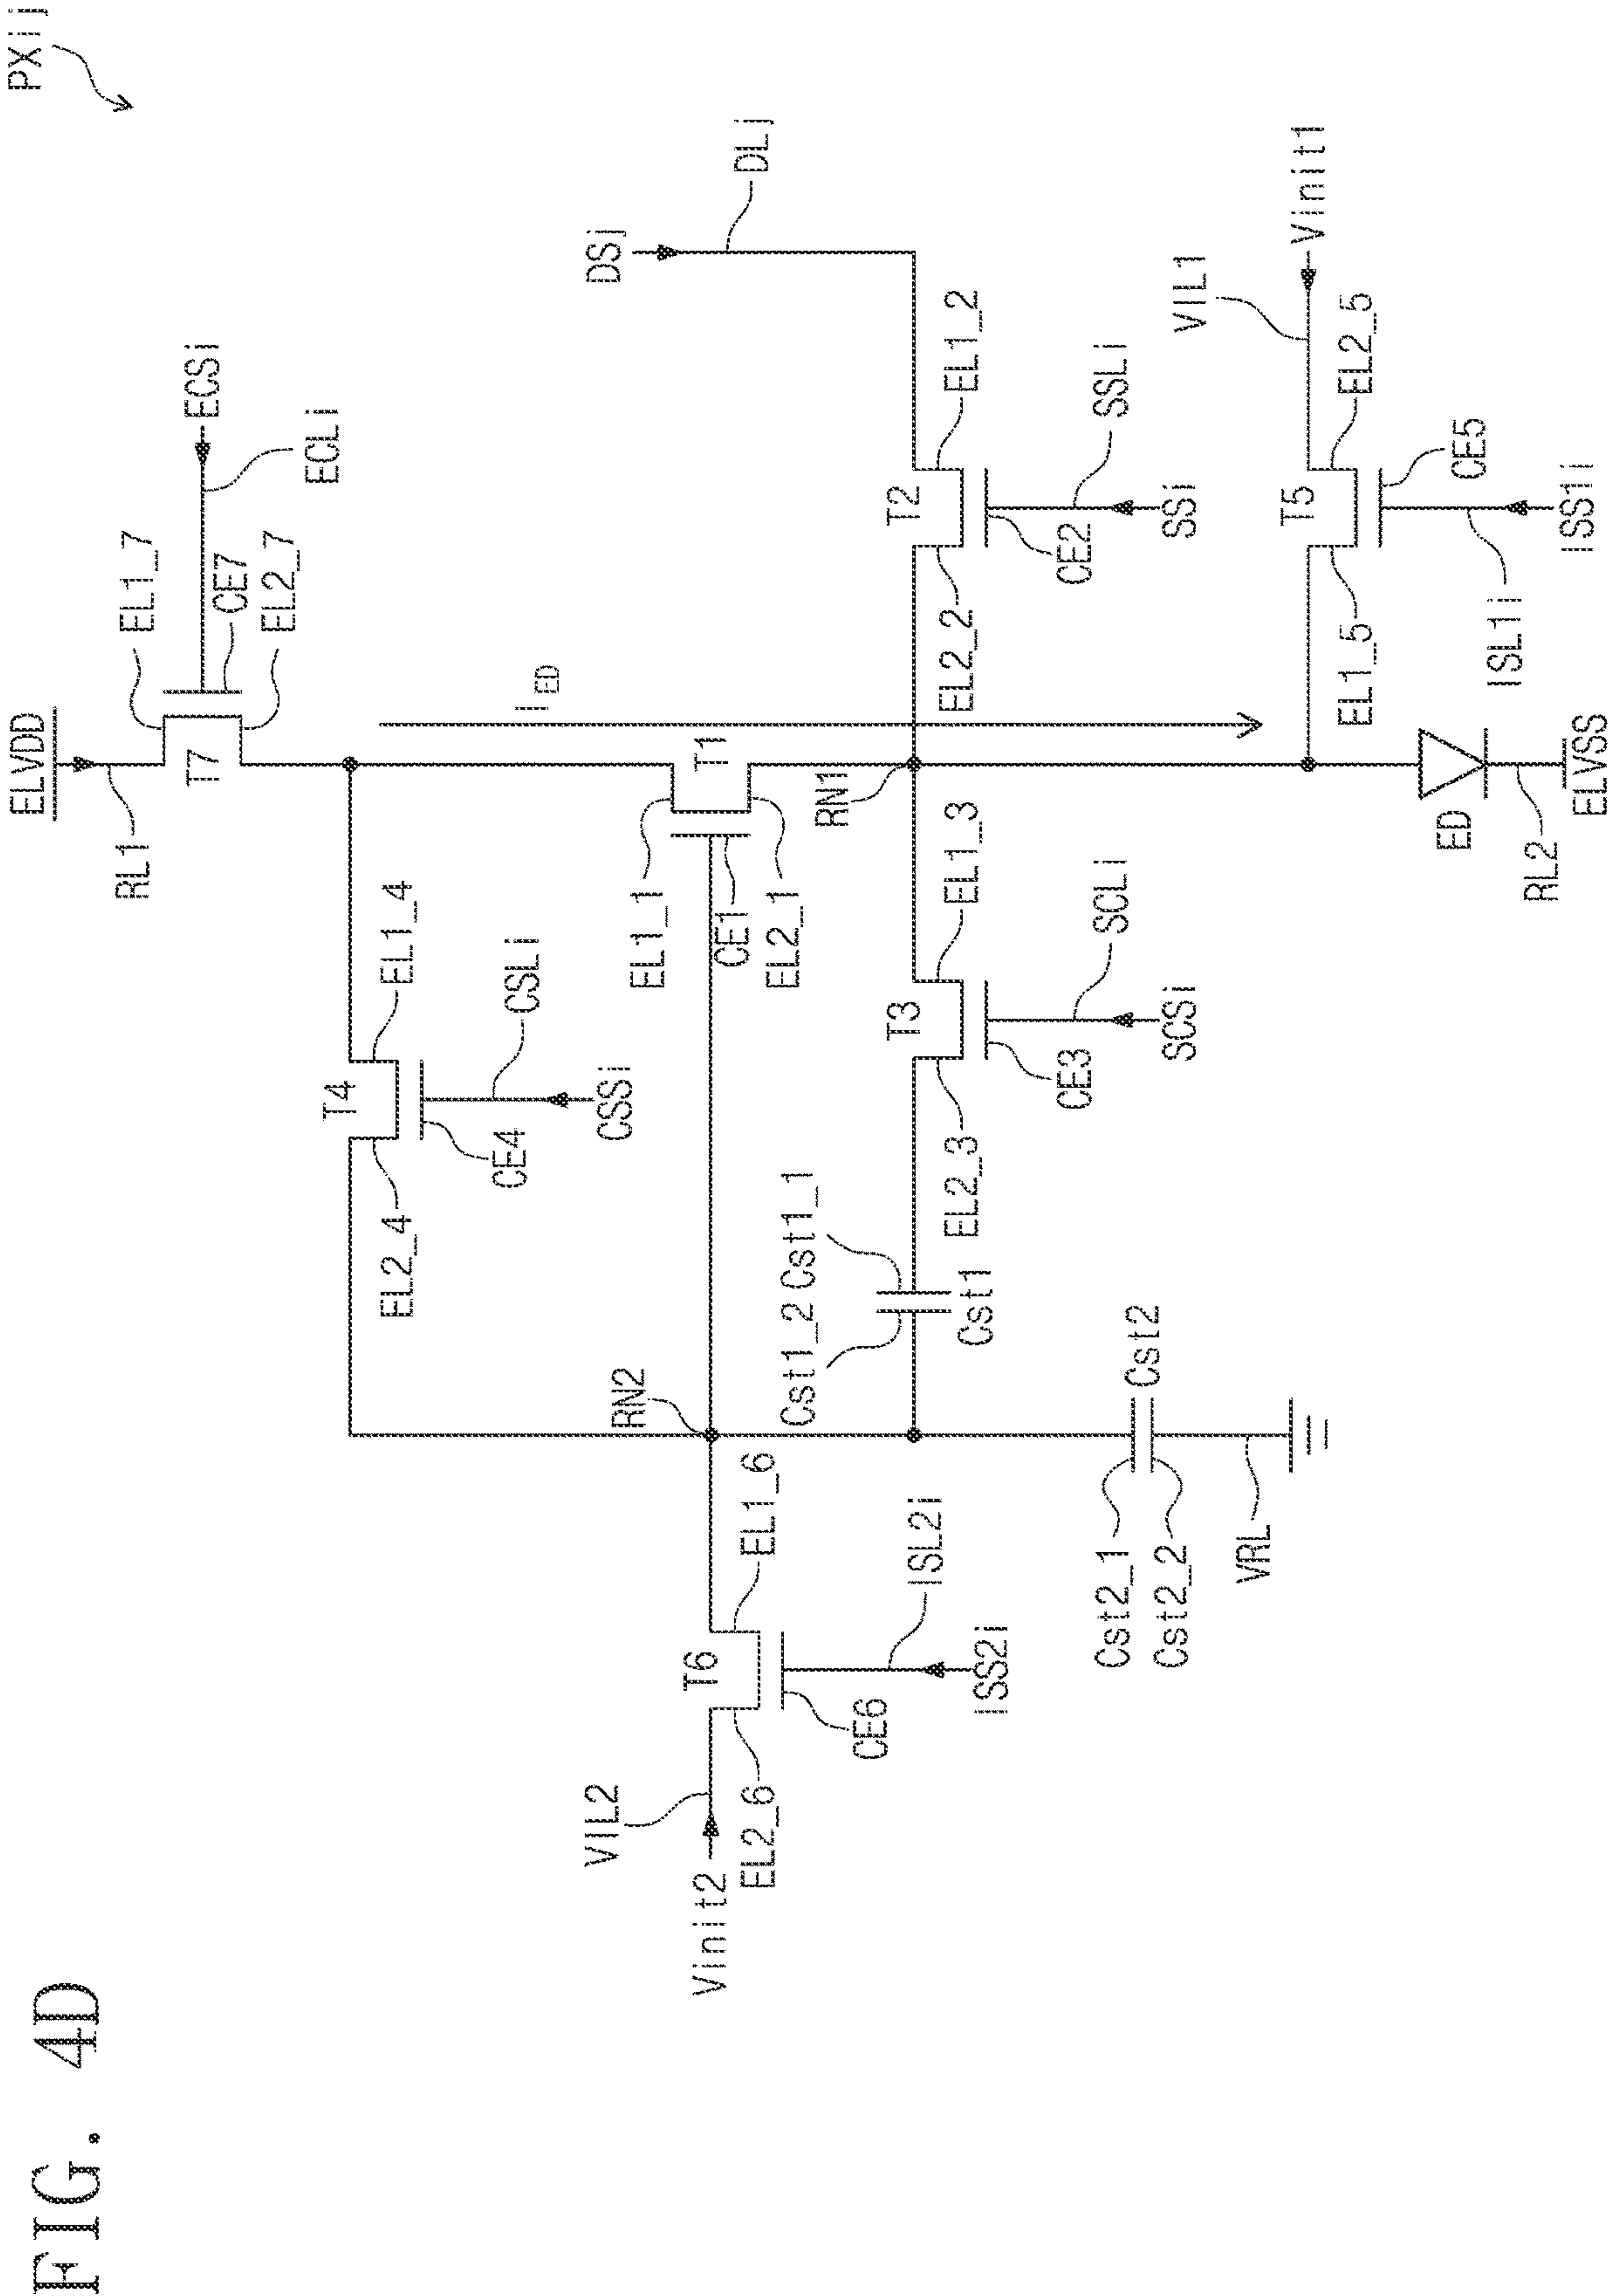 FIG. 4D
PXij
ELVDD
RL1
EL1_7
T7
CE7
EL2_7
ECSi
ECLi
T4
EL1_4
EL2_4
CE4
CSLi
CSSi
IED
DSj
DLj
RN2
EL1_1
T1
CE1
EL2_1
RN1
VIL2
Vinit2
T6
EL1_6
EL2_6
CE6
ISL2i
ISS2i
Cst1_2
Cst1_1
Cst1
T3
EL1_3
EL2_3
CE3
SCLi
SCSi
T2
EL1_2
EL2_2
CE2
SSLi
SSi
Cst2
Cst2_1
Cst2_2
VRL
VIL1
Vinit1
T5
EL2_5
EL1_5
CE5
ISL1i
ISS1i
ED
RL2
ELVSS